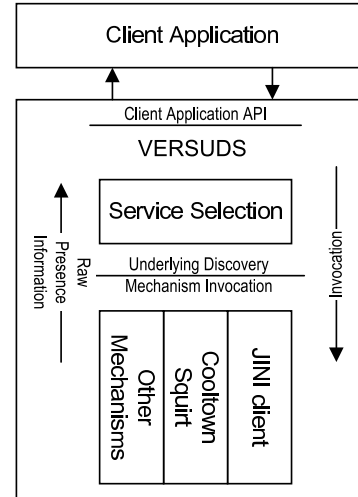 Client Application
Client Application API
VERSUDS
Service Selection
Underlying Discovery
Mechanism Invocation
Raw
Presence
Information
Invocation
Other
Mechanisms
Cooltown
Squirt
JINI client